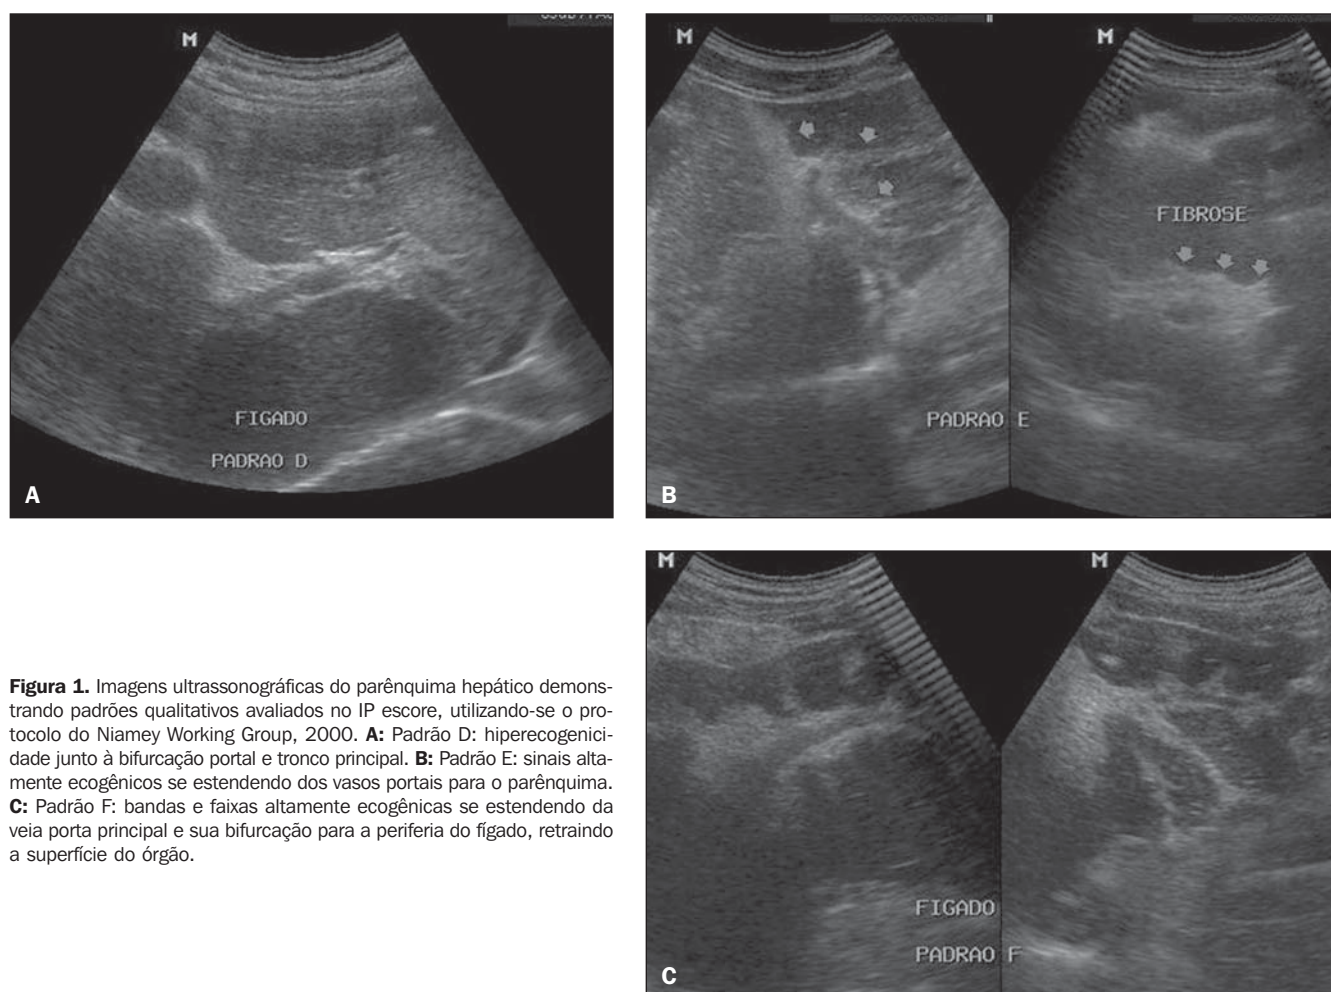 M
FIGADO
PADRAO D
A
M
M
FIBROSE
PADRAO E
B
M
M
FIGADO
PADRAO F
C
Figura 1. Imagens ultrassonográficas do parênquima hepático demons-
trando padrões qualitativos avaliados no IP escore, utilizando-se o pro-
tocolo do Niamey Working Group, 2000. A: Padrão D: hiperecogenici-
dade junto à bifurcação portal e tronco principal. B: Padrão E: sinais alta-
mente ecogênicos se estendendo dos vasos portais para o parênquima.
C: Padrão F: bandas e faixas altamente ecogênicas se estendendo da
veia porta principal e sua bifurcação para a periferia do fígado, retraindo
a superfície do órgão.